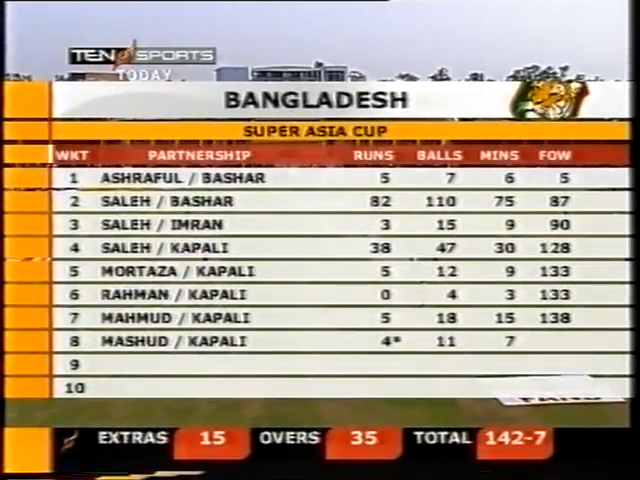 TEN SPORTS
TODAY
BANGLADESH
SUPER ASIA CUP
WKT PARTNERSHIP RUNS BALLS MINS FOW
1 ASHRAFUL / BASHAR 5 7 6 5
2 SALEH / BASHAR 82 110 75 87
3 SALEH / IMRAN 3 15 9 90
4 SALEH / KAPALI 38 47 30 128
5 MORTAZA / KAPALI 5 12 9 133
6 RAHMAN / KAPALI 0 4 3 133
7 MAHMUD / KAPALI 5 18 15 138
8 MASHUD / KAPALI 4* 11 7
9
10
EXTRAS 15 OVERS 35 TOTAL 142-7